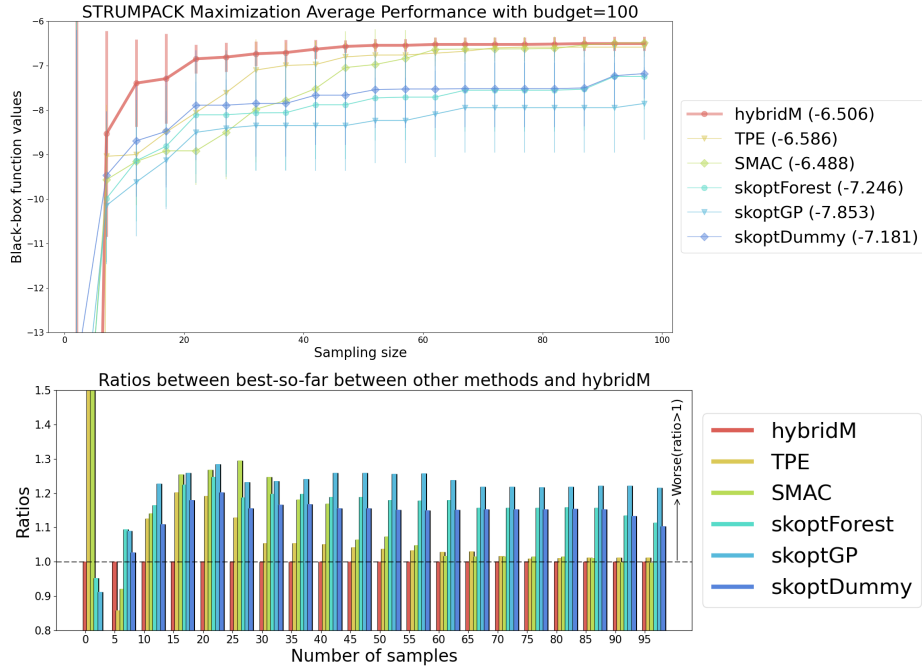 STRUMPACK Maximization Average Performance with budget=100
Black-box function values
−6
−7
−8
−9
−10
−11
−12
−13
0 20 40 60 80 100
Sampling size
hybridM (-6.506)
TPE (-6.586)
SMAC (-6.488)
skoptForest (-7.246)
skoptGP (-7.853)
skoptDummy (-7.181)
Ratios between best-so-far between other methods and hybridM
Ratios
1.5
1.4
1.3
1.2
1.1
1.0
0.9
0.8
0 5 10 15 20 25 30 35 40 45 50 55 60 65 70 75 80 85 90 95
Number of samples
-> Worse(ratio>1)
hybridM
TPE
SMAC
skoptForest
skoptGP
skoptDummy